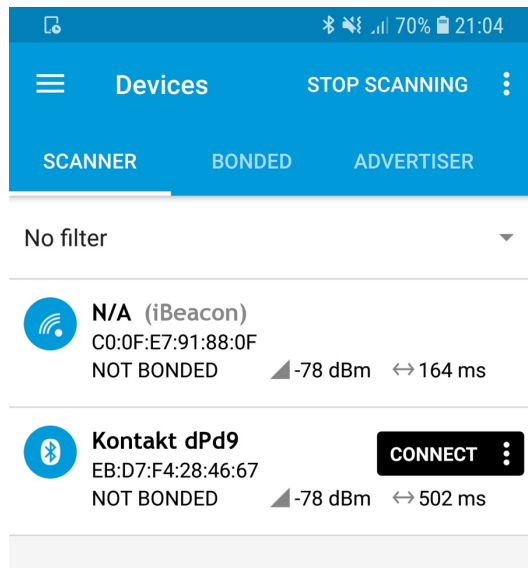 70% 21:04
Devices STOP SCANNING
SCANNER BONDED ADVERTISER
No filter
N/A (iBeacon)
C0:0F:E7:91:88:0F
NOT BONDED -78 dBm 164 ms
Kontakt dPd9
EB:D7:F4:28:46:67 CONNECT
NOT BONDED -78 dBm 502 ms